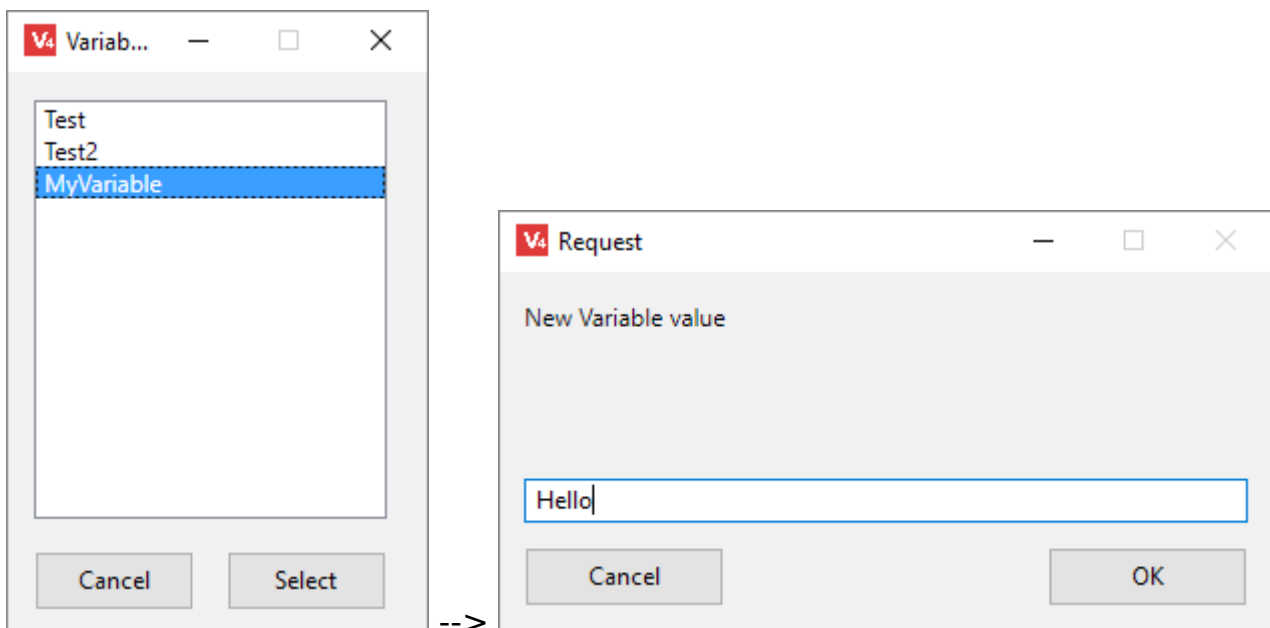 V4 Variab...
Test
Test2
MyVariable
Cancel Select
-->
V4 Request
New Variable value
Hello
Cancel OK